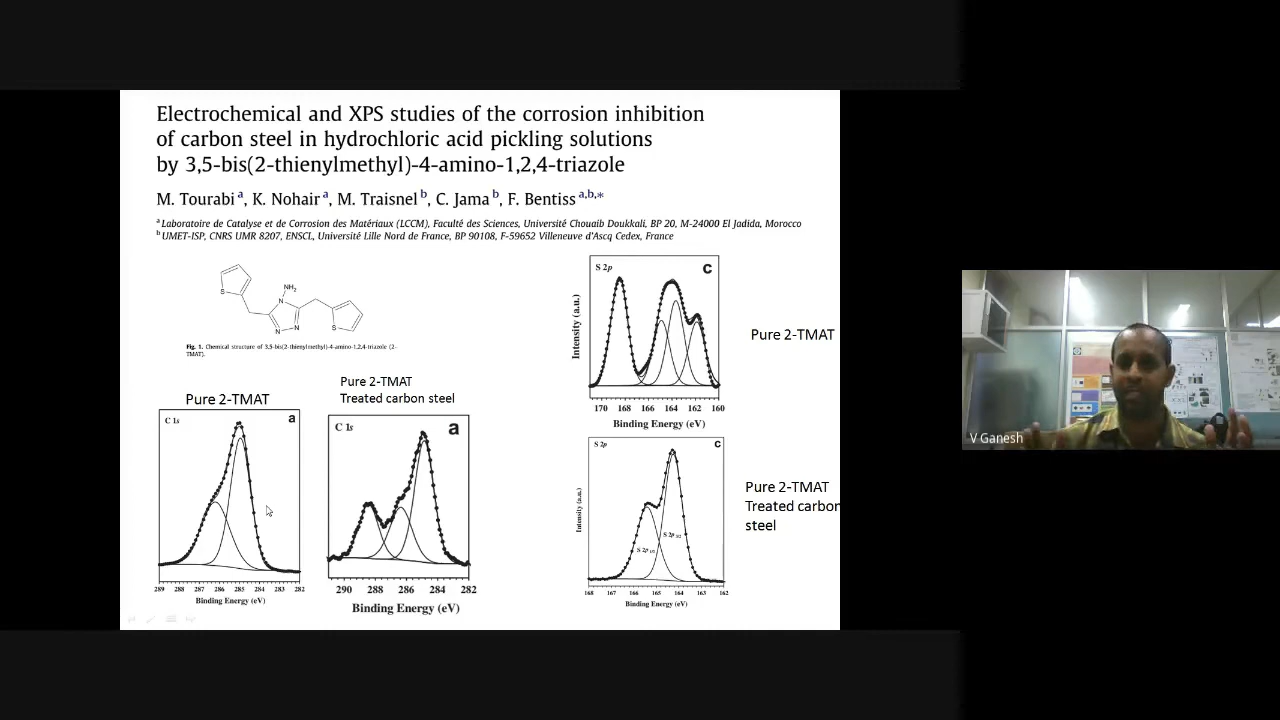 Electrochemical and XPS studies of the corrosion inhibition
of carbon steel in hydrochloric acid pickling solutions
by 3,5-bis(2-thienylmethyl)-4-amino-1,2,4-triazole
M. Tourabi a, K. Nohair a, M. Traisnel b, C. Jama b, F. Bentiss a,b,*
a Laboratoire de Catalyse et de Corrosion des Matériaux (LCCM), Faculté des Sciences, Université Chouaib Doukkali, BP 20, M-24000 El Jadida, Morocco
b UMET-ISP, CNRS UMR 8207, ENSCL, Université Lille Nord de France, BP 90108, F-59652 Villeneuve d'Ascq Cedex, France
S
NH2
N
N
N
S
Fig. 1. Chemical structure of 3,5-bis(2-thienylmethyl)-4-amino-1,2,4-triazole (2-
TMAT).
Pure 2-TMAT
C 1s
a
289 288 287 286 285 284 283 282
Binding Energy (eV)
Pure 2-TMAT
Treated carbon steel
C 1s
a
290 288 286 284 282
Binding Energy (eV)
S 2p
c
Intensity (a.u.)
170 168 166 164 162 160
Binding Energy (eV)
Pure 2-TMAT
S 2p
c
Intensity (a.u.)
S 2p 1/2
S 2p 3/2
168 167 166 165 164 163 162
Binding Energy (eV)
Pure 2-TMAT
Treated carbon
steel
V Ganesh